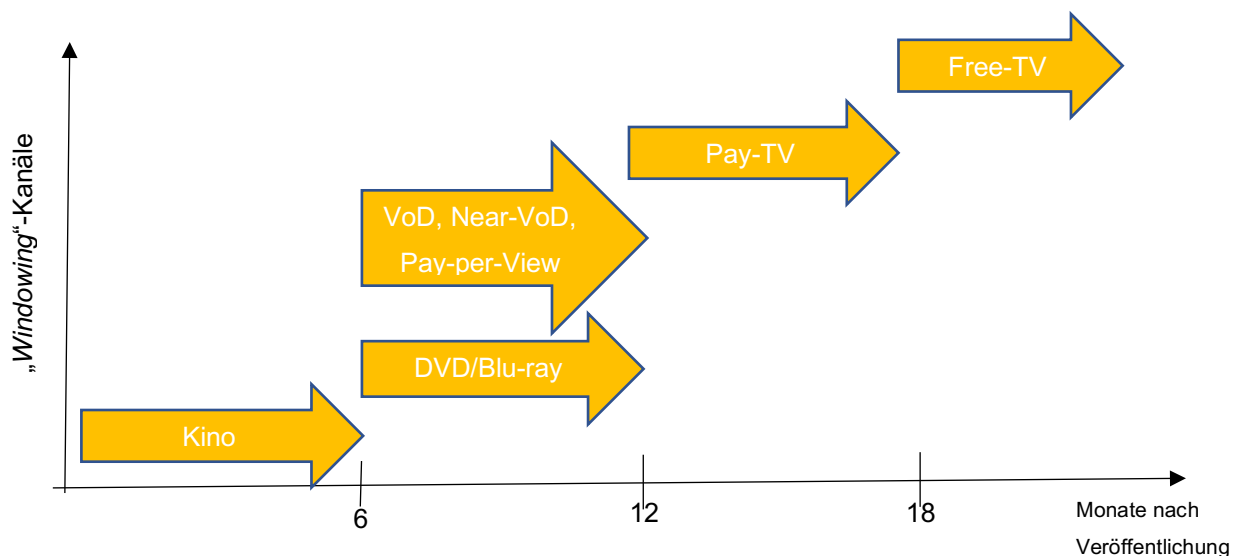 Free-TV
Pay-TV
VoD, Near-VoD,
Pay-per-View
DVD/Blu-ray
Kino
„Windowing“-Kanäle
6
12
18
Monate nach
Veröffentlichung